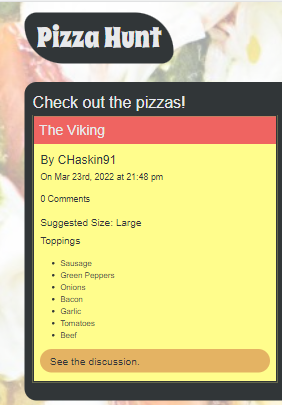 Pizza Hunt
Check out the pizzas!
The Viking
By CHaskin91
On Mar 23rd, 2022 at 21:48 pm
0 Comments
Suggested Size: Large
Toppings
Sausage
Green Peppers
Onions
Bacon
Garlic
Tomatoes
Beef
See the discussion.